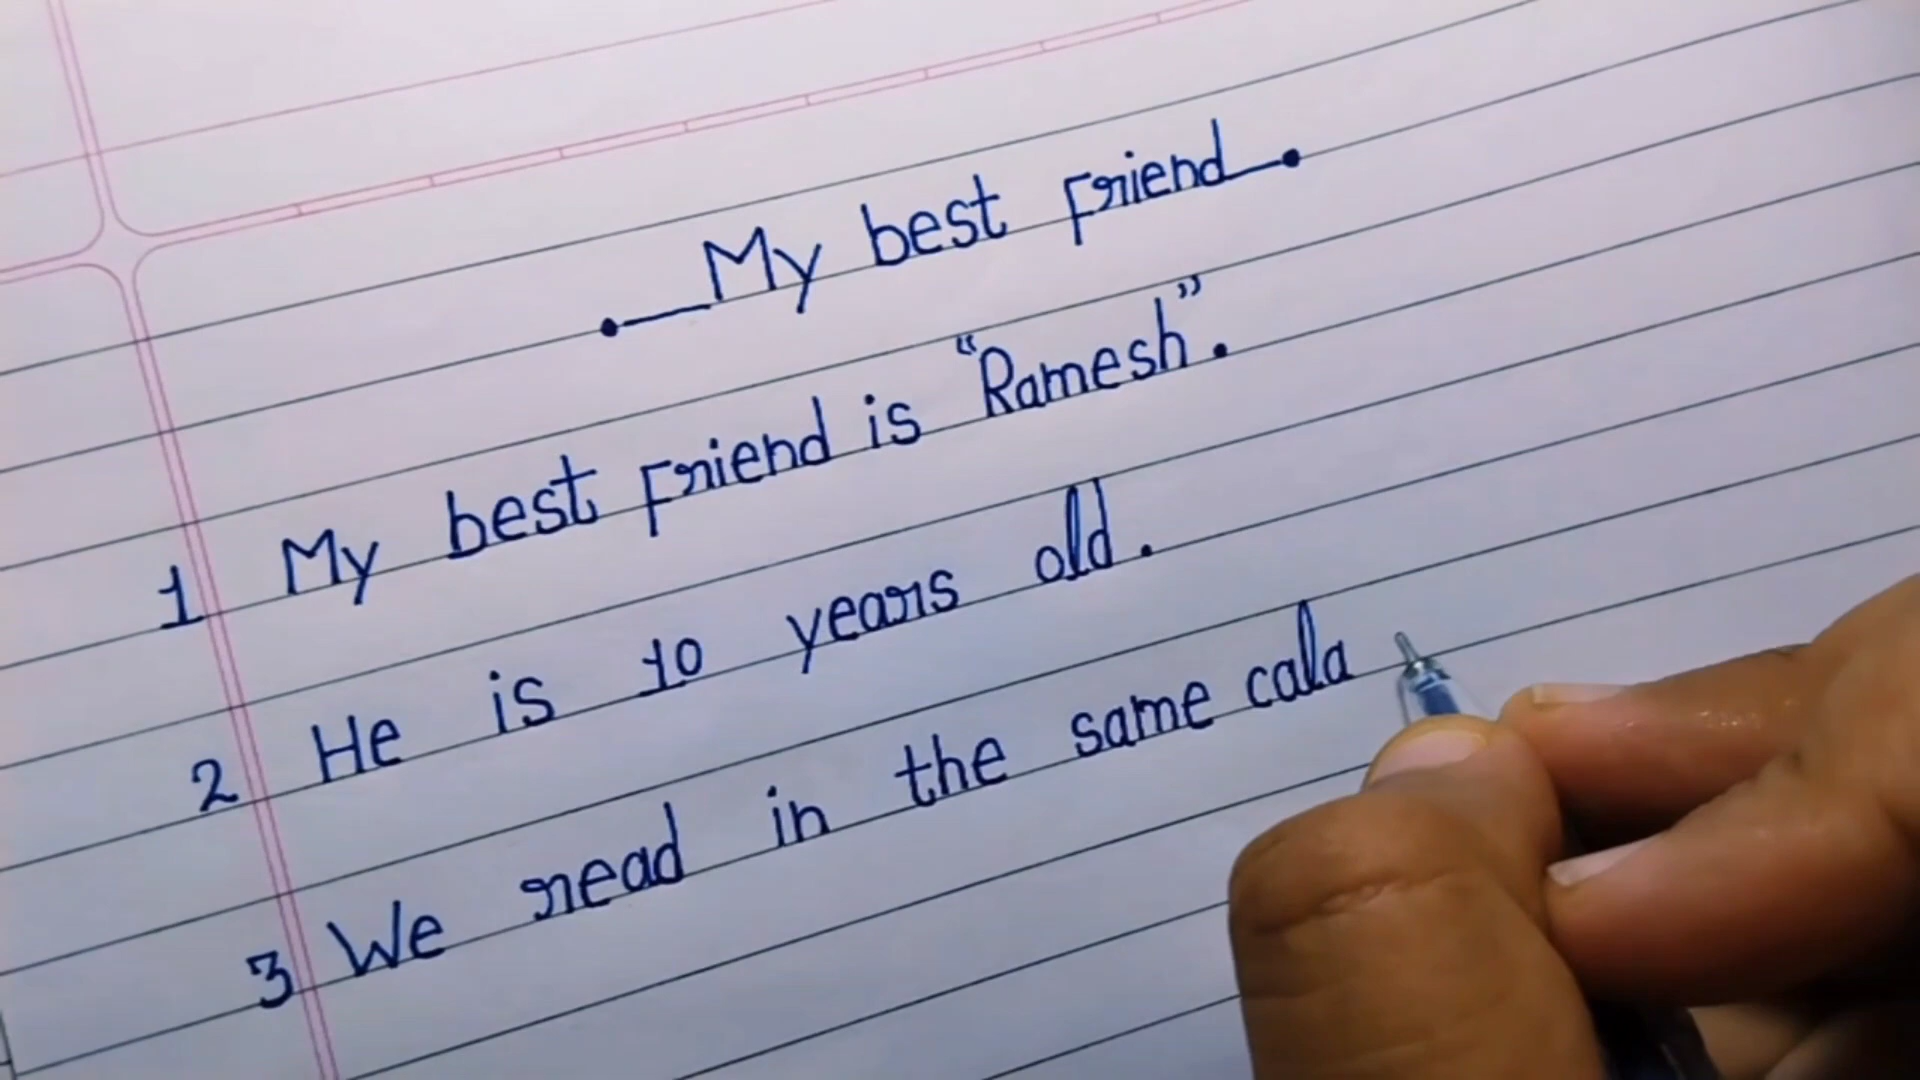 My best Friend
1 My best Friend is "Ramesh".
2 He is 10 years old.
3 We read in the same cala